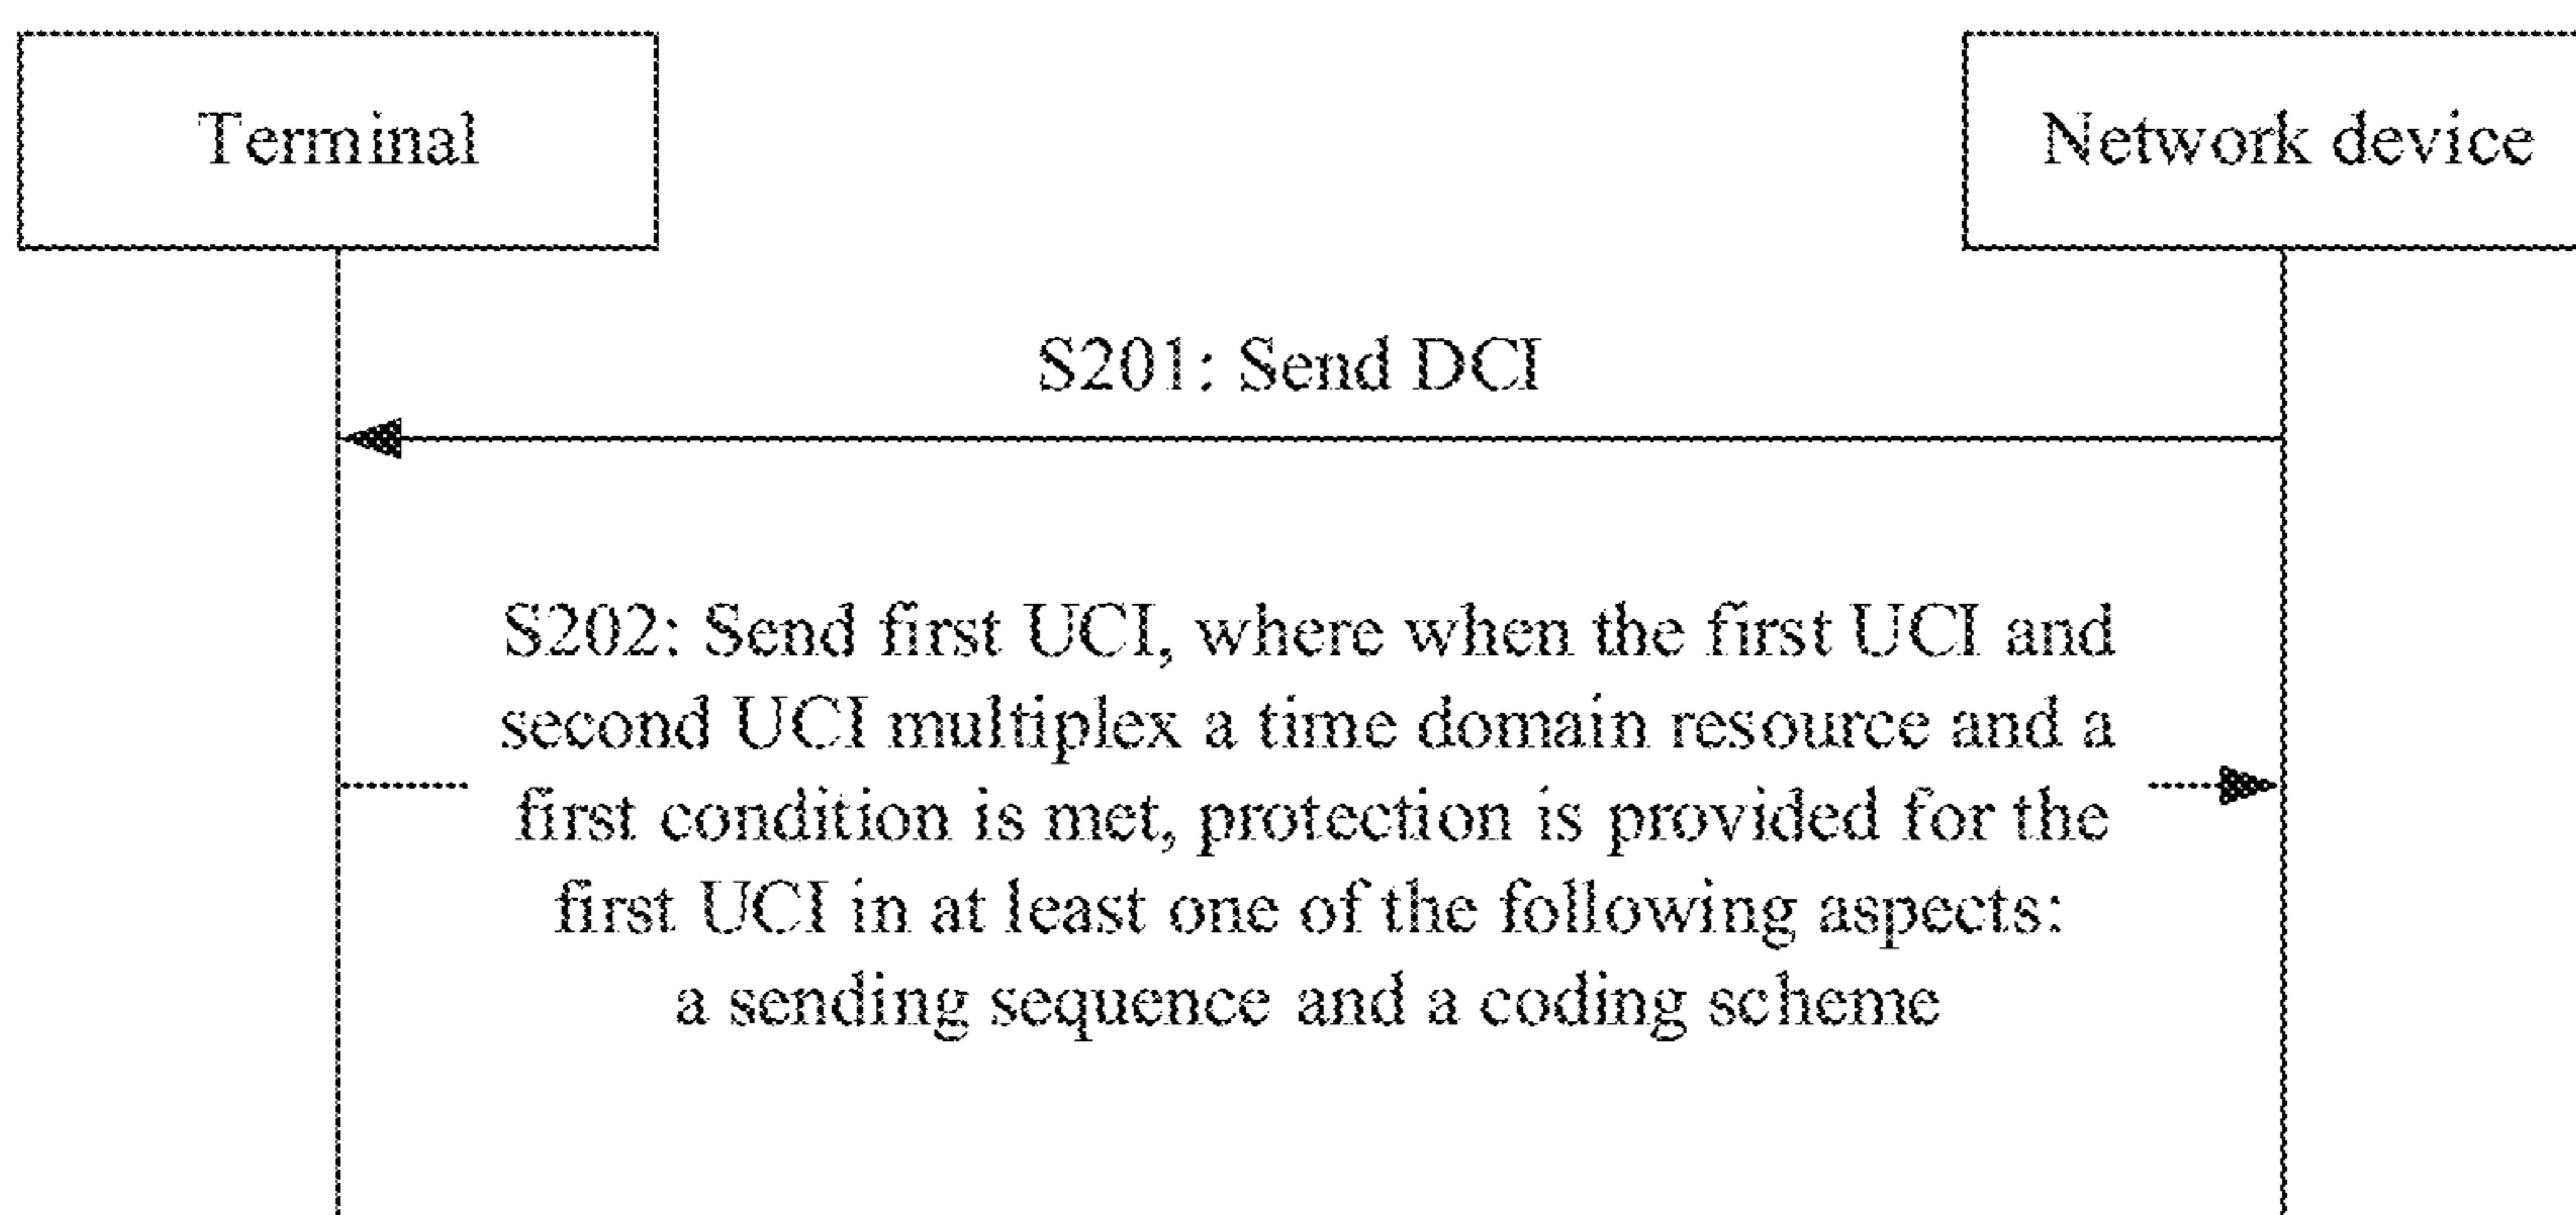 Terminal
Network device
S201: Send DCI
S202: Send first UCI, where when the first UCI and
second UCI multiplex a time domain resource and a
first condition is met, protection is provided for the
first UCI in at least one of the following aspects:
a sending sequence and a coding scheme